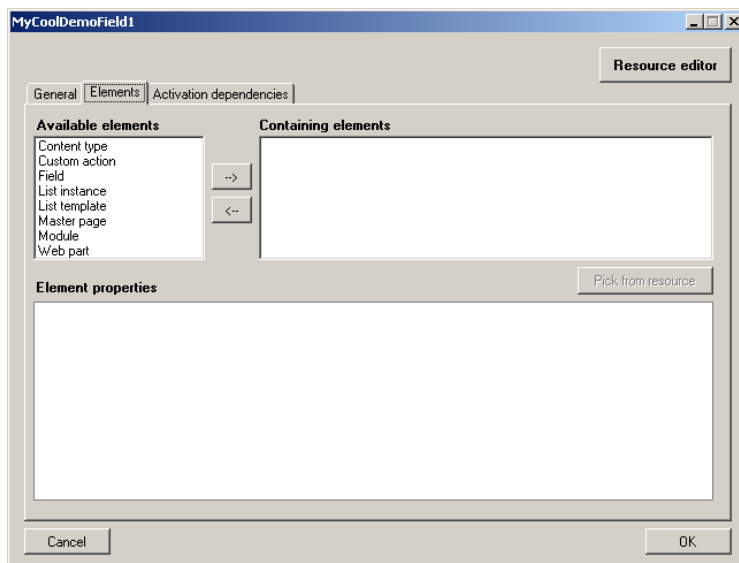 MyCoolDemoField1
Resource editor
General Elements Activation dependencies
Available elements Containing elements
Content type
Custom action
Field
List instance
List template
Master page
Module
Web part
-->
<--
Element properties Pick from resource
Cancel OK